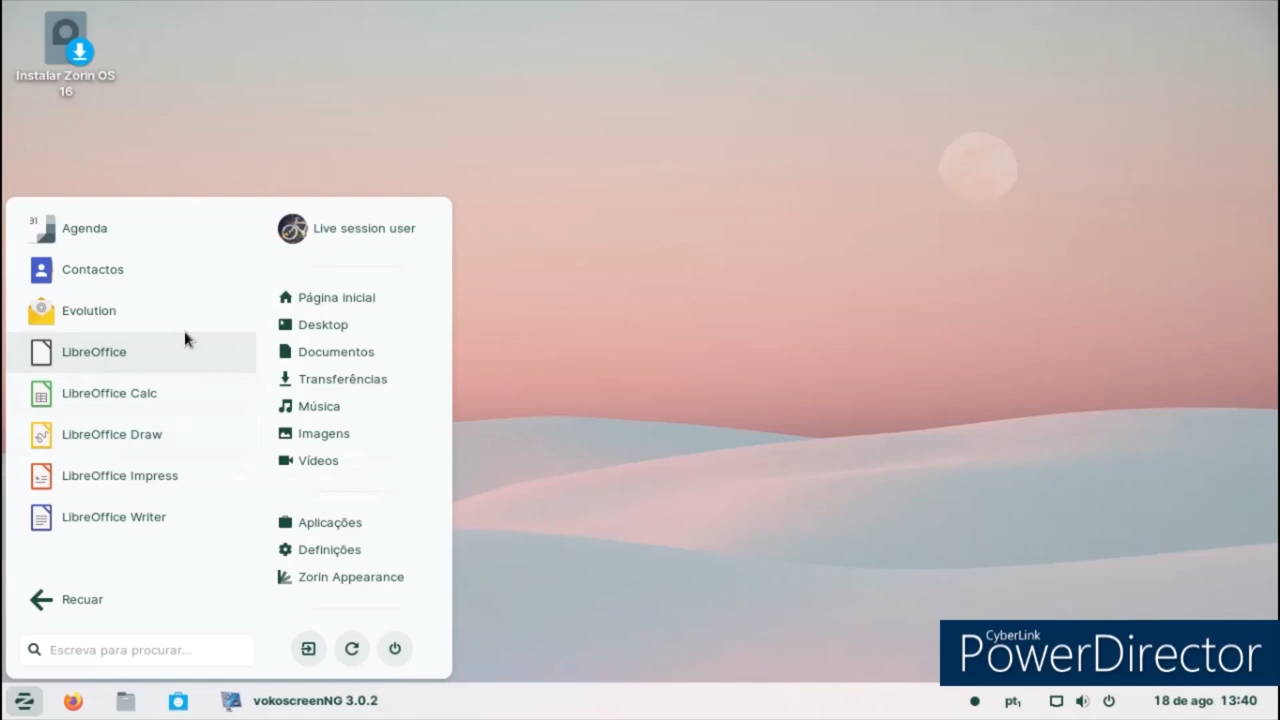 Instalar Zorin OS
16
31
Agenda
Contactos
Evolution
LibreOffice
LibreOffice Calc
LibreOffice Draw
LibreOffice Impress
LibreOffice Writer
Recuar
Escreva para procurar...
Live session user
Página inicial
Desktop
Documentos
Transferências
Música
Imagens
Vídeos
Aplicações
Definições
Zorin Appearance
CyberLink
PowerDirector
vokoscreenNG 3.0.2
pt₁
18 de ago 13:40